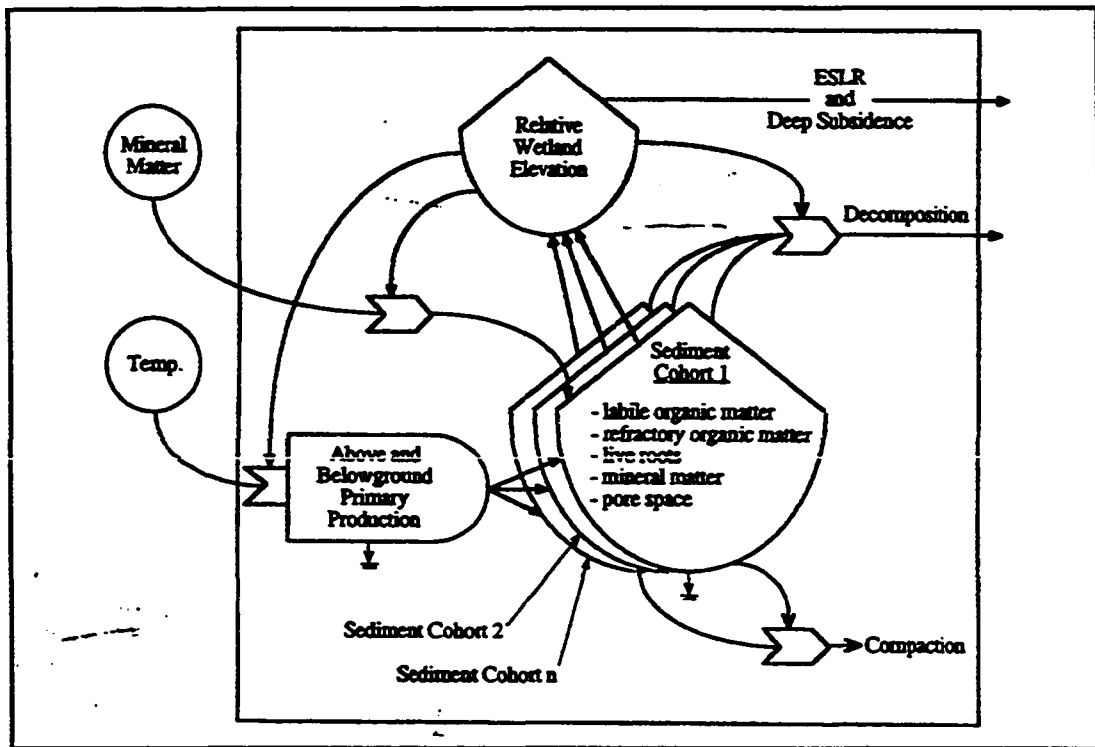 ESLR
and
Deep Subsidence
Mineral
Matter
Relative
Wetland
Elevation
Decomposition
Temp.
Sediment
Cohort 1
- labile organic matter
- refractory organic matter
- live roots
- mineral matter
- pore space
Above and
Belowground
Primary
Production
Sediment Cohort 2
Sediment Cohort n
Compaction